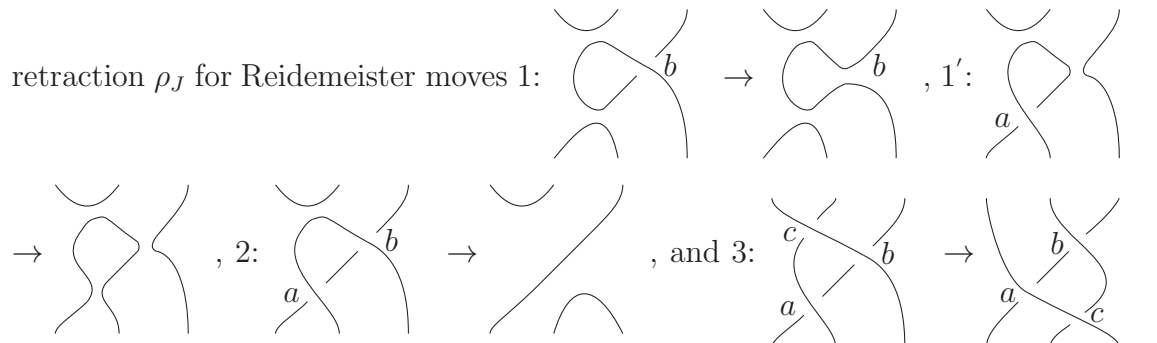 retraction ρ_J for Reidemeister moves 1: b → b , 1′: a
→ , 2: a b → , and 3: c b a → b a c